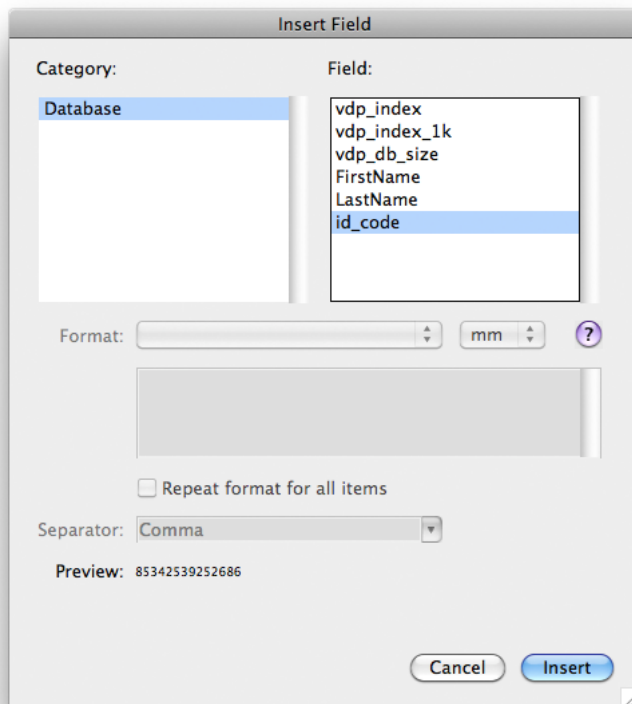 Insert Field
Category:
Field:
Database
vdp_index
vdp_index_1k
vdp_db_size
FirstName
LastName
id_code
Format:
mm
?
Repeat format for all items
Separator: Comma
Preview: 85342539252686
Cancel
Insert